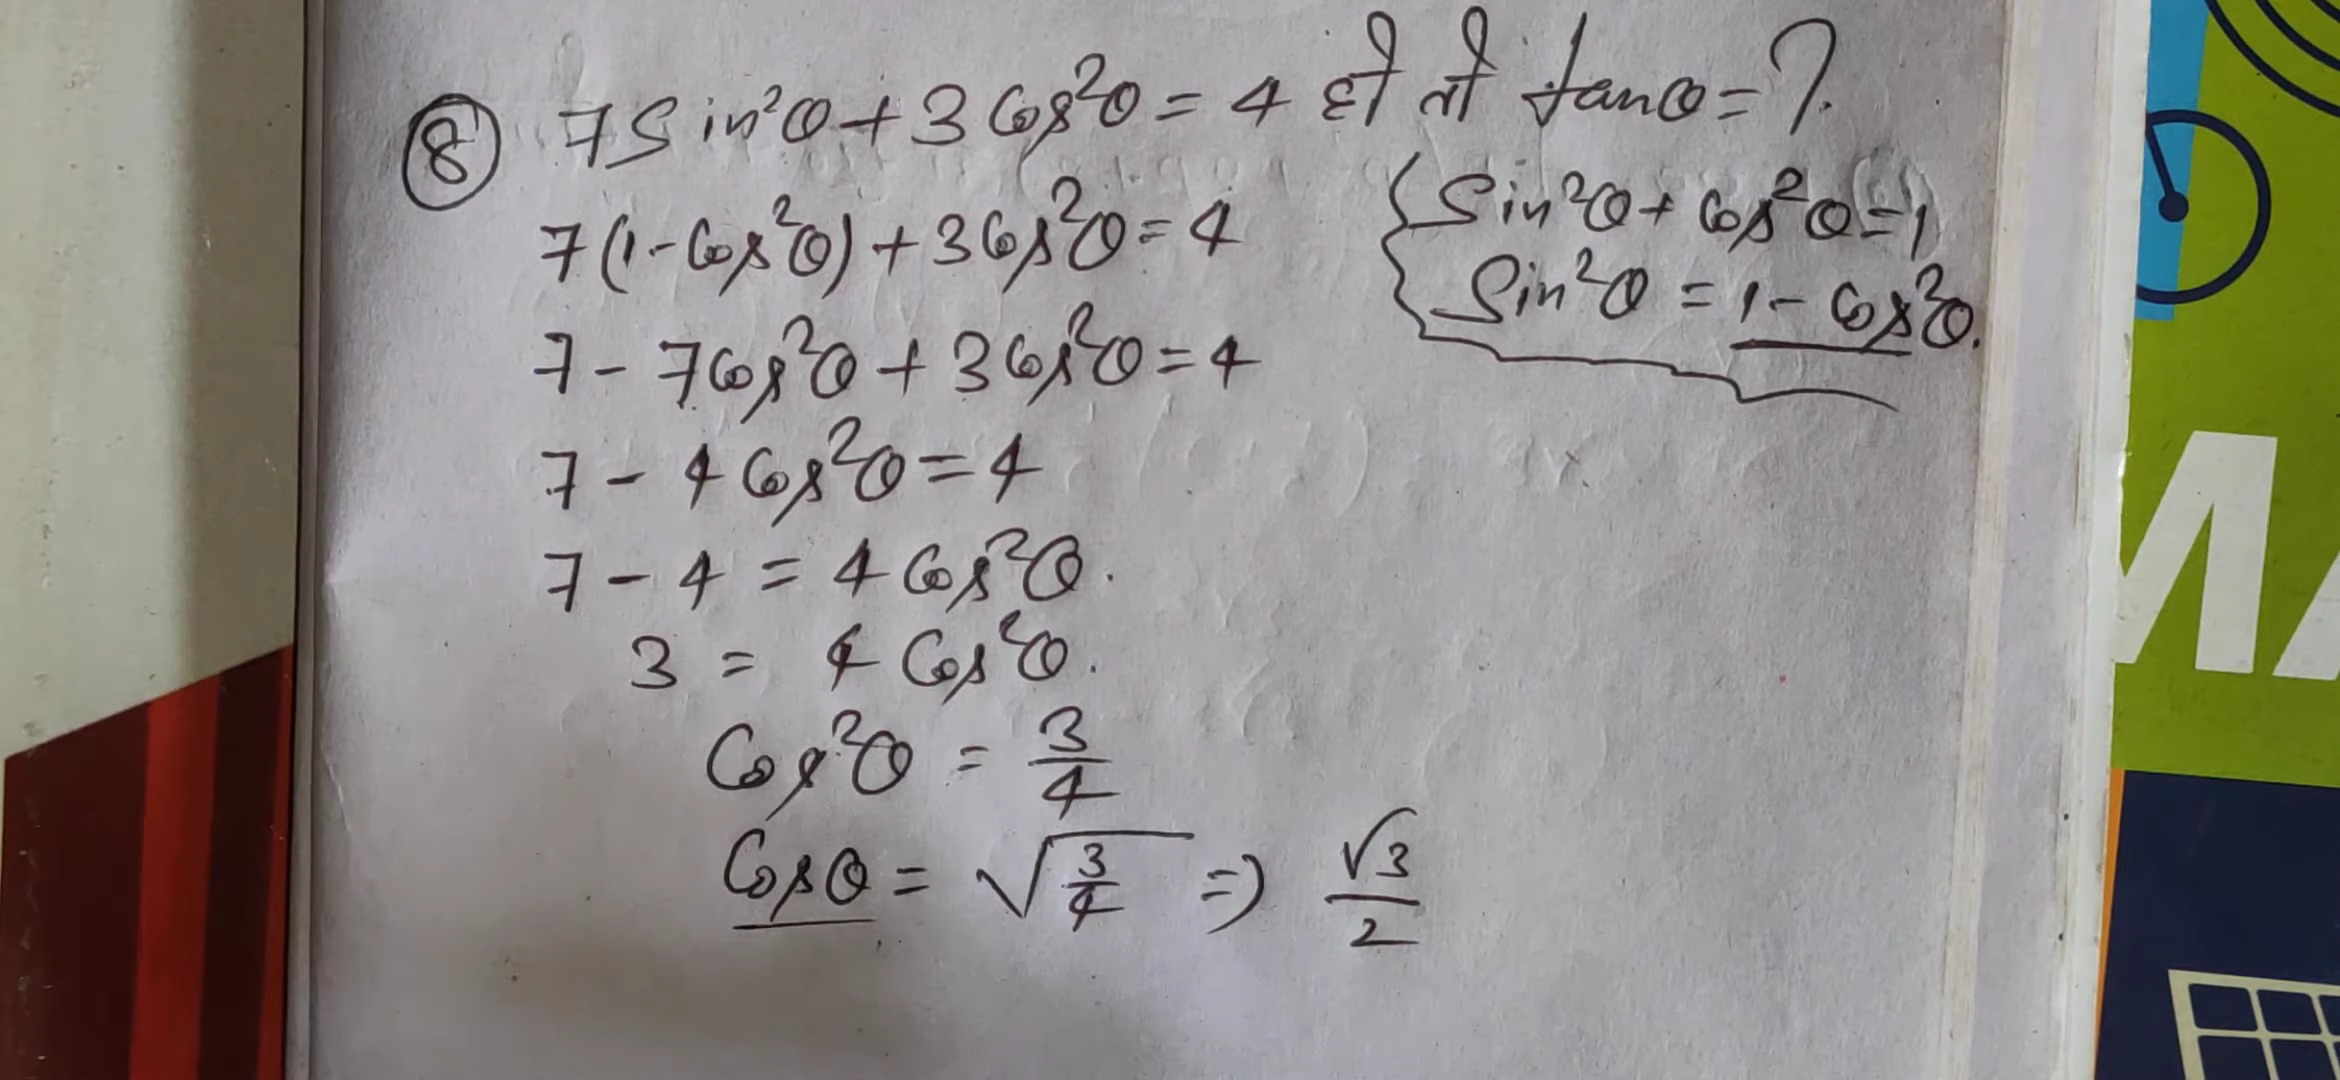 ⑧ 7Sin²θ + 3Cos²θ = 4 हो तो tanθ = ?.
{Sin²θ + Cos²θ = 1
7(1-Cos²θ) + 3Cos²θ = 4
Sin²θ = 1 - Cos²θ.
7 - 7Cos²θ + 3Cos²θ = 4
7 - 4Cos²θ = 4
7 - 4 = 4Cos²θ.
3 = 4Cos²θ.
Cos²θ = 3/4
Cosθ = √3/4 ⇒ √3/2
MA